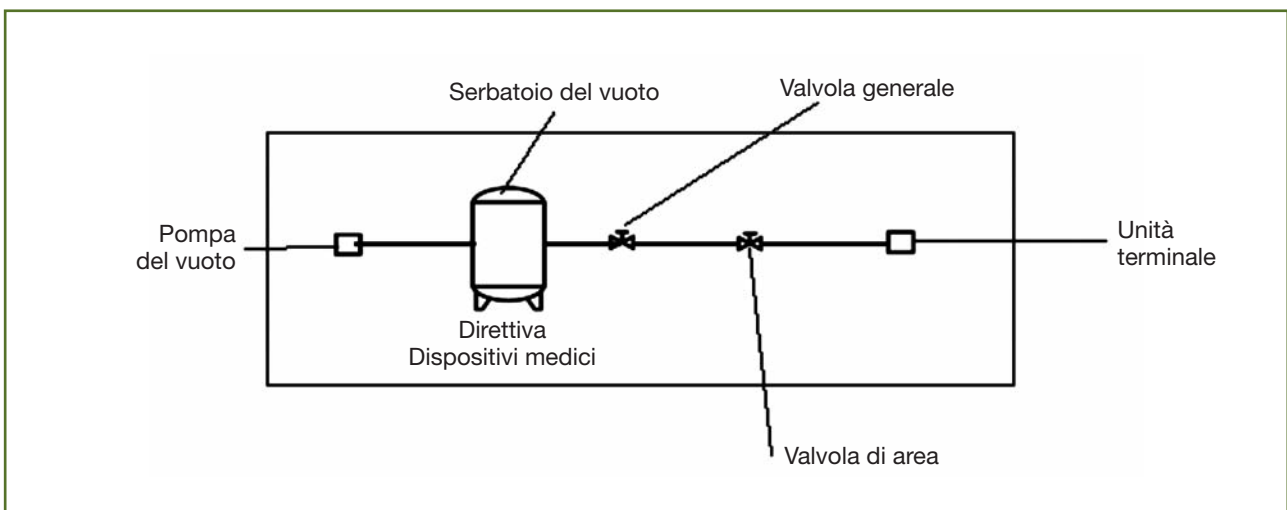 Serbatoio del vuoto
Valvola generale
Pompa
del vuoto
Unità
terminale
Direttiva
Dispositivi medici
Valvola di area